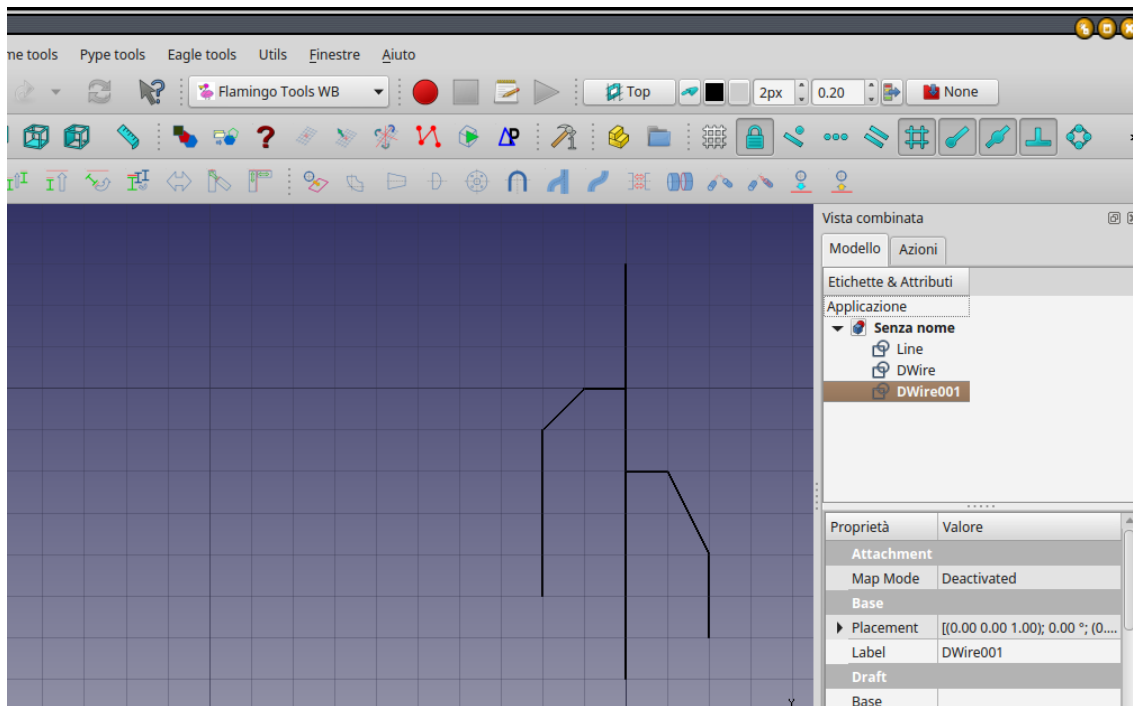 me tools Pype tools Eagle tools Utils Finestre Aiuto
Flamingo Tools WB Top 2px 0.20 None
Vista combinata
Modello Azioni
Etichette & Attributi
Applicazione
Senza nome
Line
DWire
DWire001
Proprietà Valore
Attachment
Map Mode Deactivated
Base
Placement [(0.00 0.00 1.00); 0.00 °; (0....
Label DWire001
Draft
Base
Y